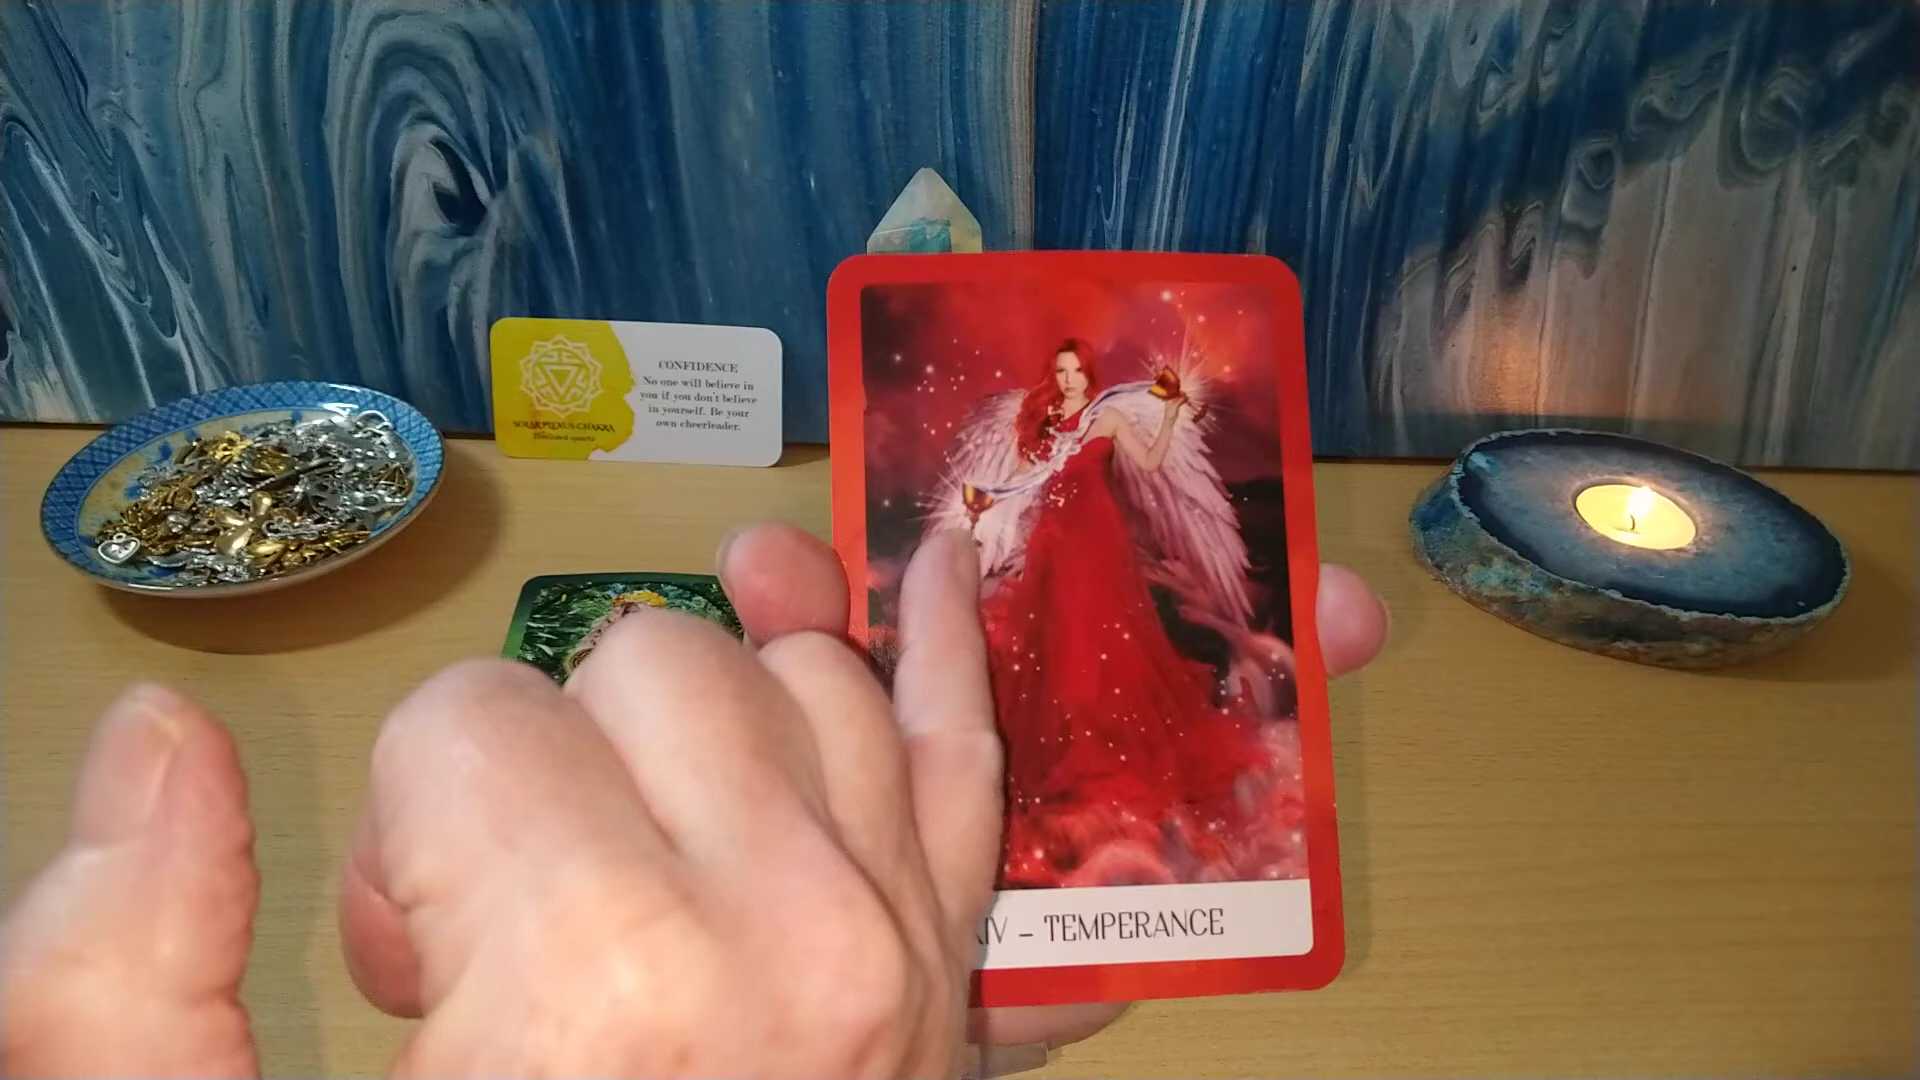 CONFIDENCE
No one will believe in
you if you don't believe
in yourself. Be your
own cheerleader.
SOLAR PLEXUS CHAKRA
XIV - TEMPERANCE